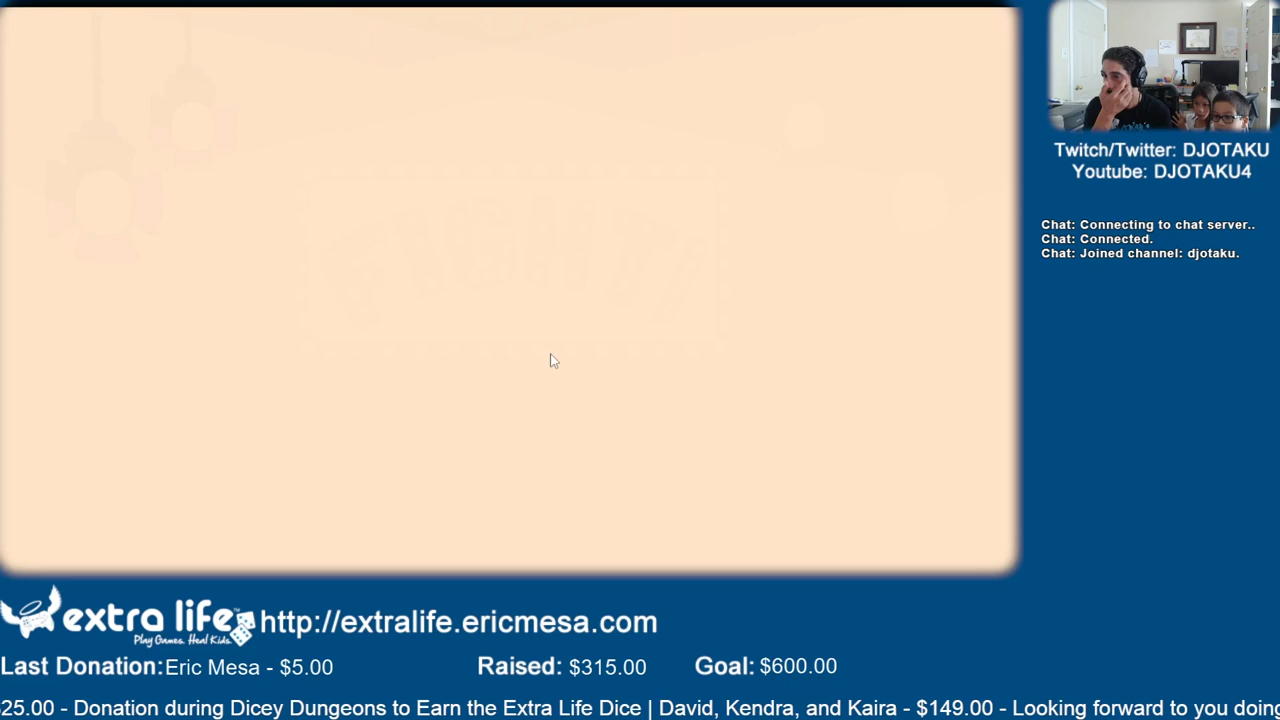 Twitch/Twitter: DJOTAKU
Youtube: DJOTAKU4
Chat: Connecting to chat server..
Chat: Connected.
Chat: Joined channel: djotaku.
extra life
Play Games. Heal Kids.
http://extralife.ericmesa.com
Last Donation: Eric Mesa - $5.00 Raised: $315.00 Goal: $600.00
25.00 - Donation during Dicey Dungeons to Earn the Extra Life Dice | David, Kendra, and Kaira - $149.00 - Looking forward to you doing